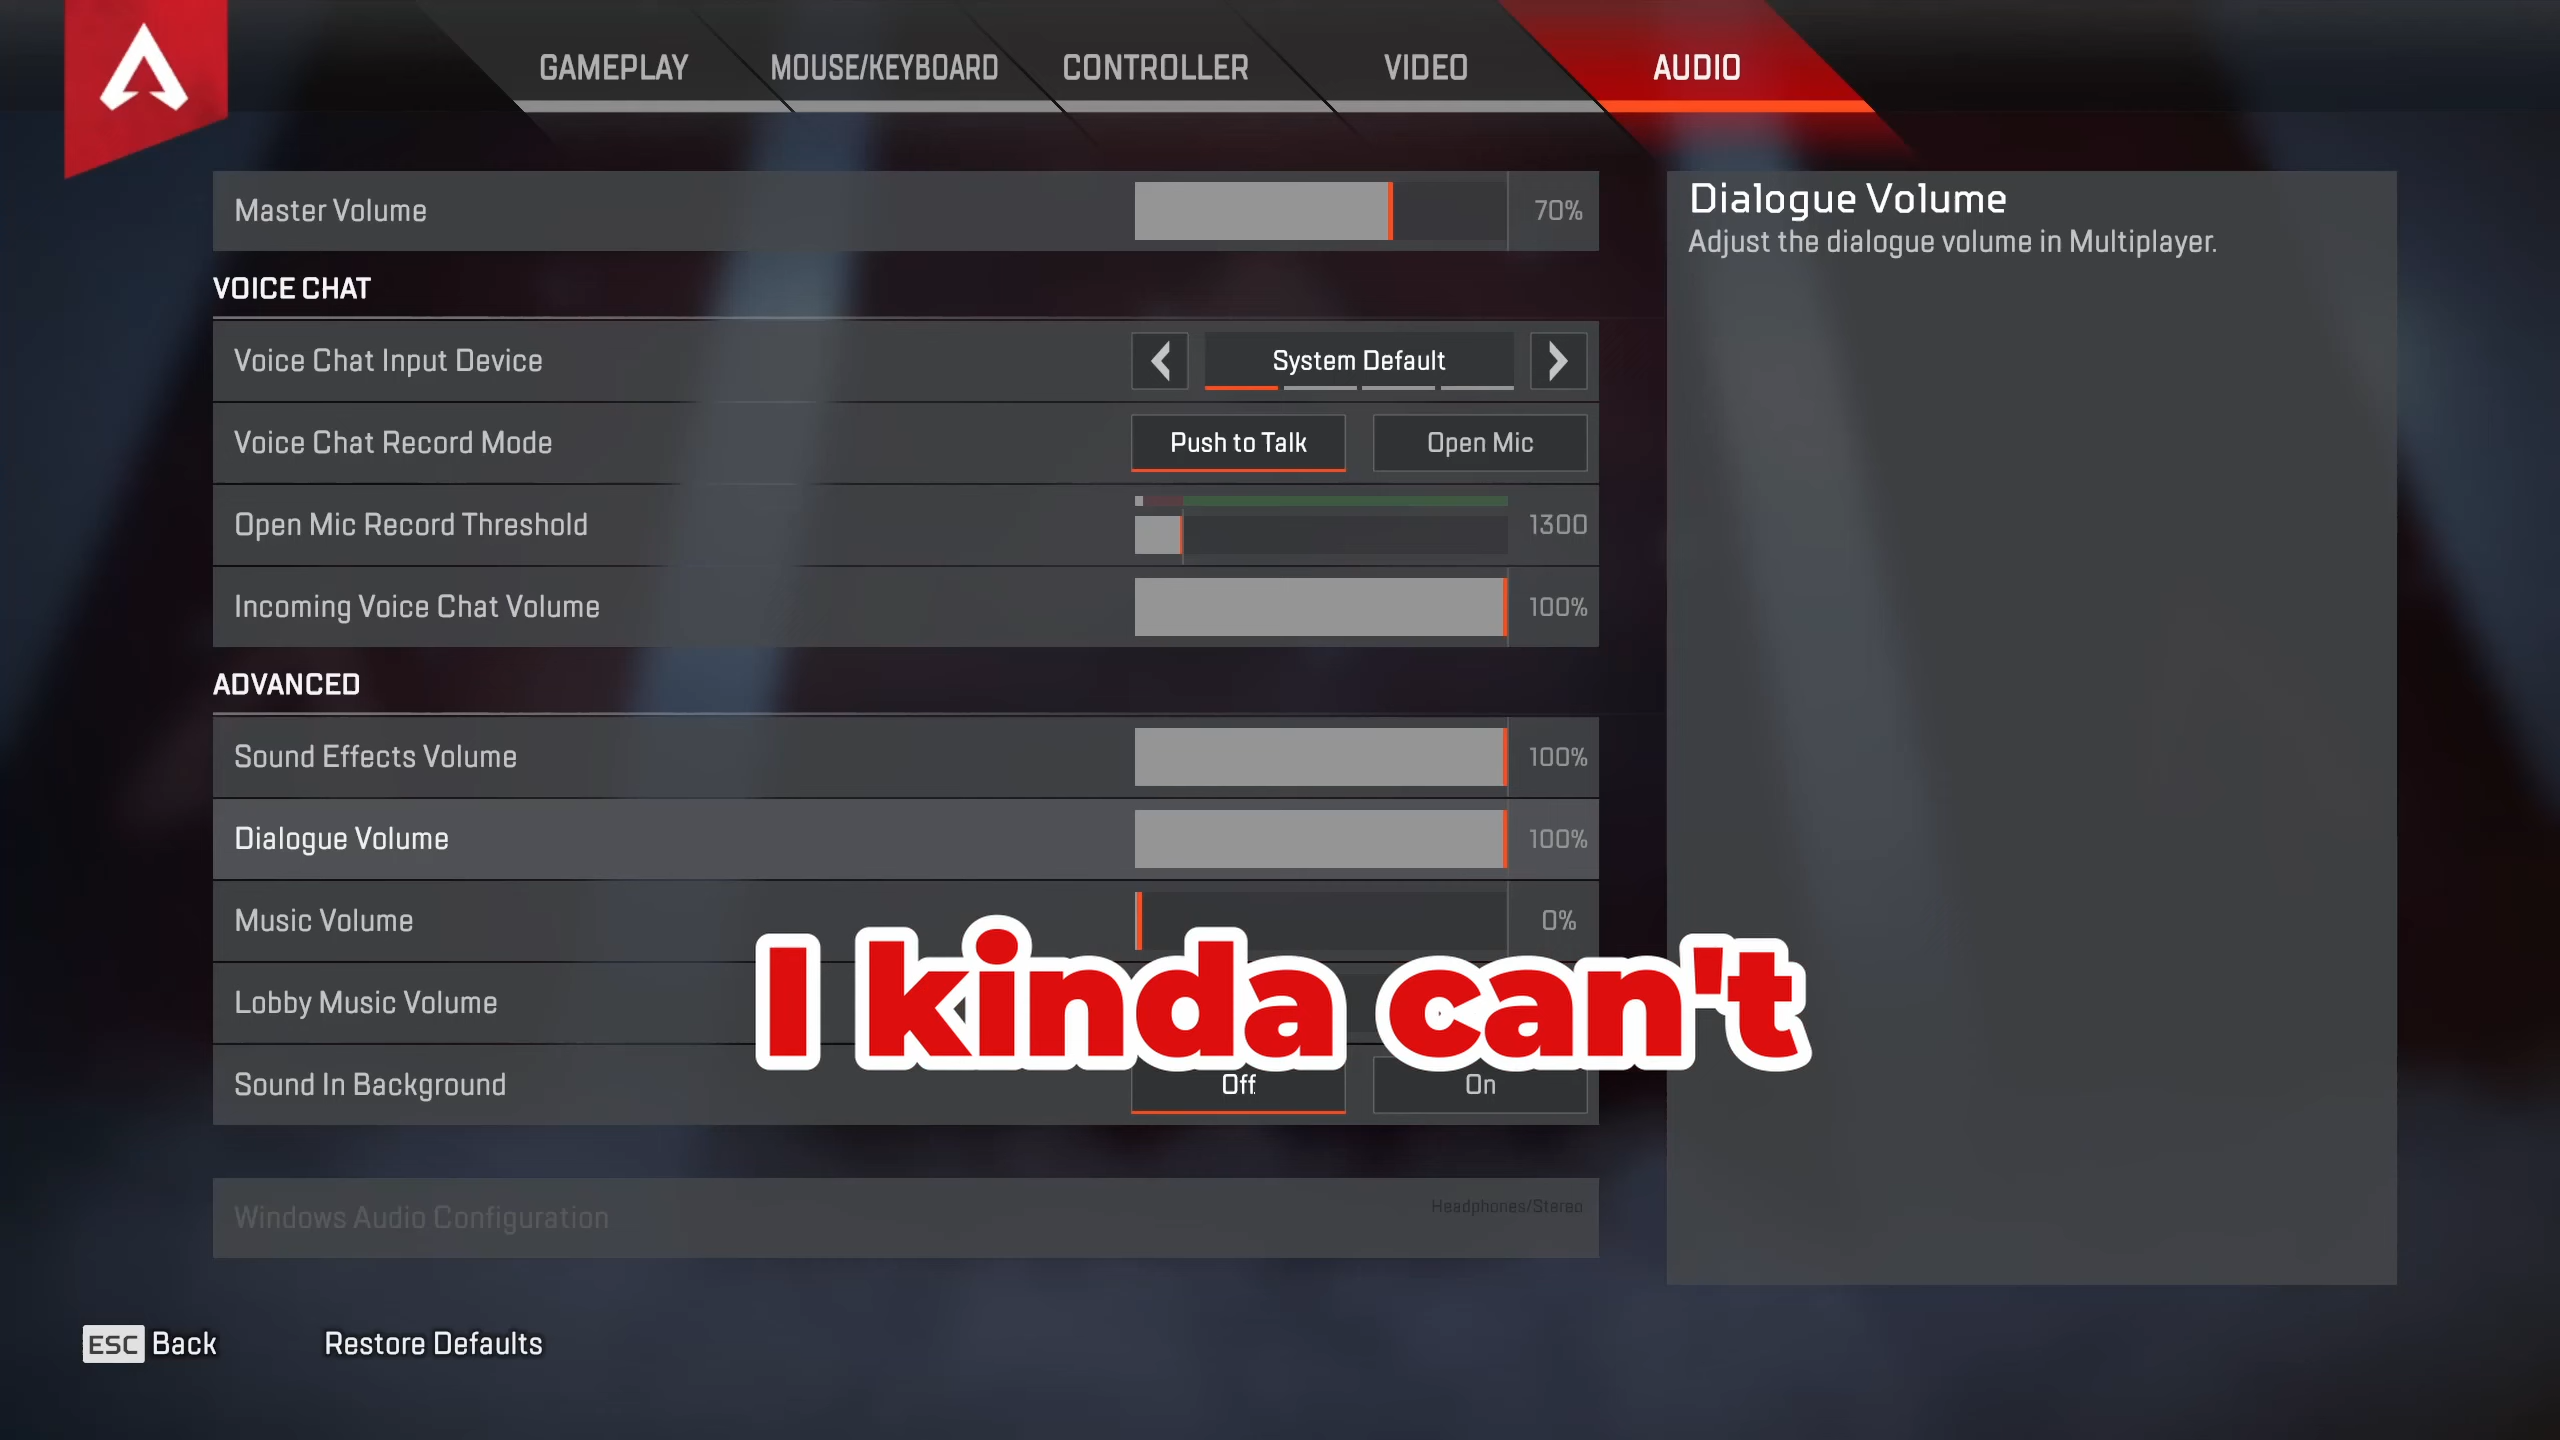 GAMEPLAY
MOUSE/KEYBOARD
CONTROLLER
VIDEO
AUDIO
Master Volume
70%
VOICE CHAT
Voice Chat Input Device
System Default
Voice Chat Record Mode
Push to Talk
Open Mic
Open Mic Record Threshold
1300
Incoming Voice Chat Volume
100%
ADVANCED
Sound Effects Volume
100%
Dialogue Volume
100%
Music Volume
0%
Lobby Music Volume
I kinda can't
Sound In Background
Off
On
Windows Audio Configuration
Headphones/Stereo
Dialogue Volume
Adjust the dialogue volume in Multiplayer.
ESC Back
Restore Defaults